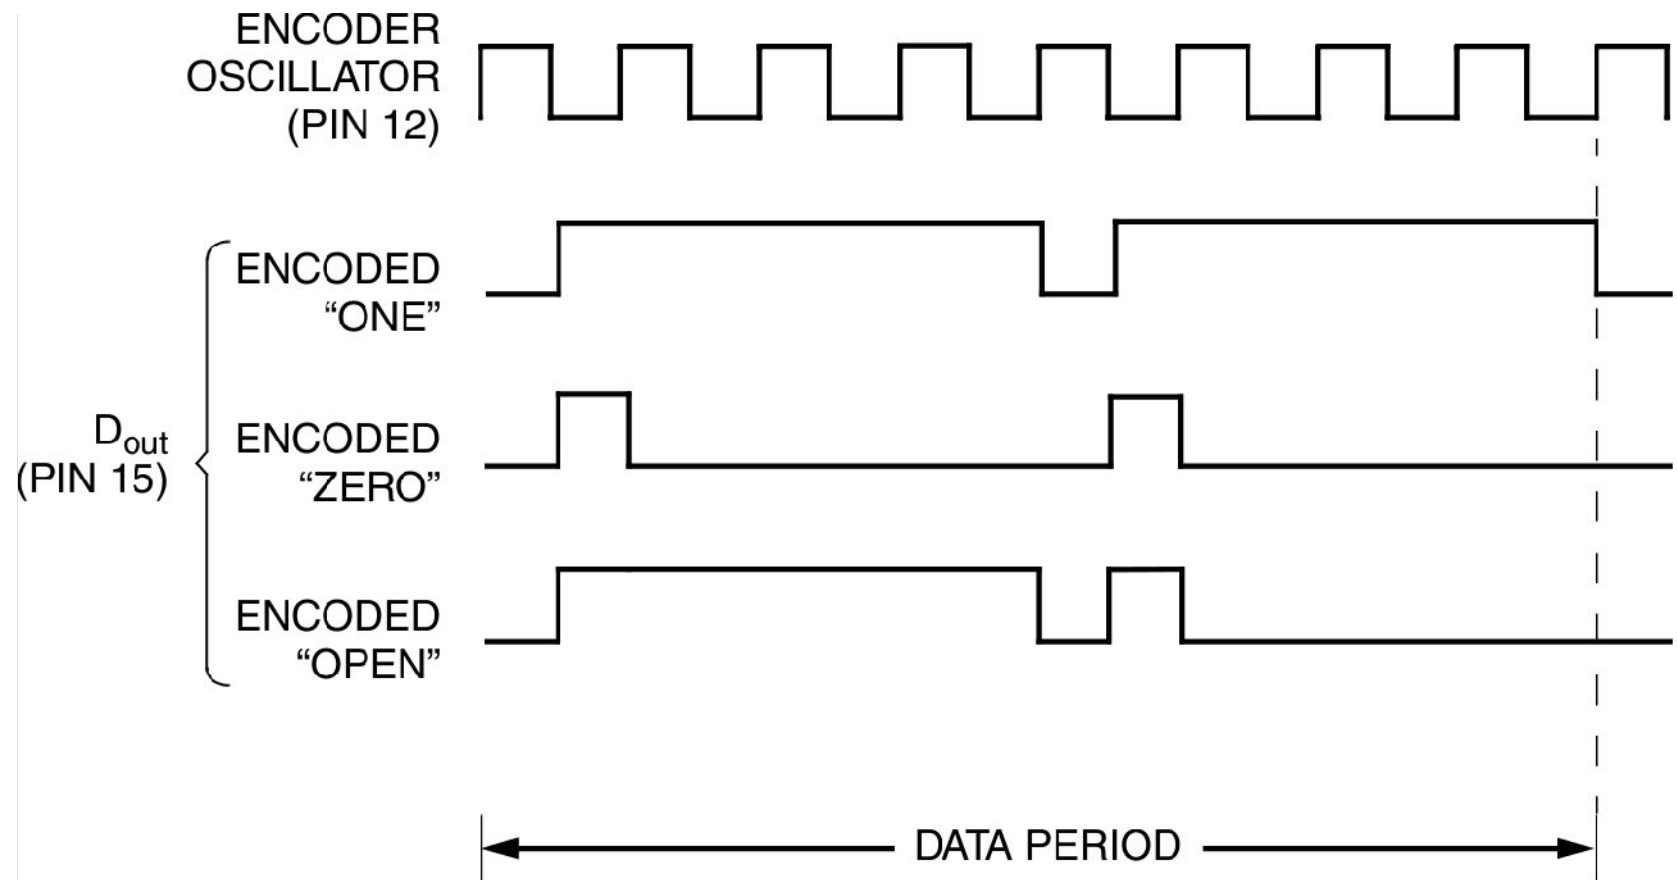 ENCODER
OSCILLATOR
(PIN 12)
ENCODED
“ONE”
Dout
(PIN 15)
ENCODED
“ZERO”
ENCODED
“OPEN”
DATA PERIOD